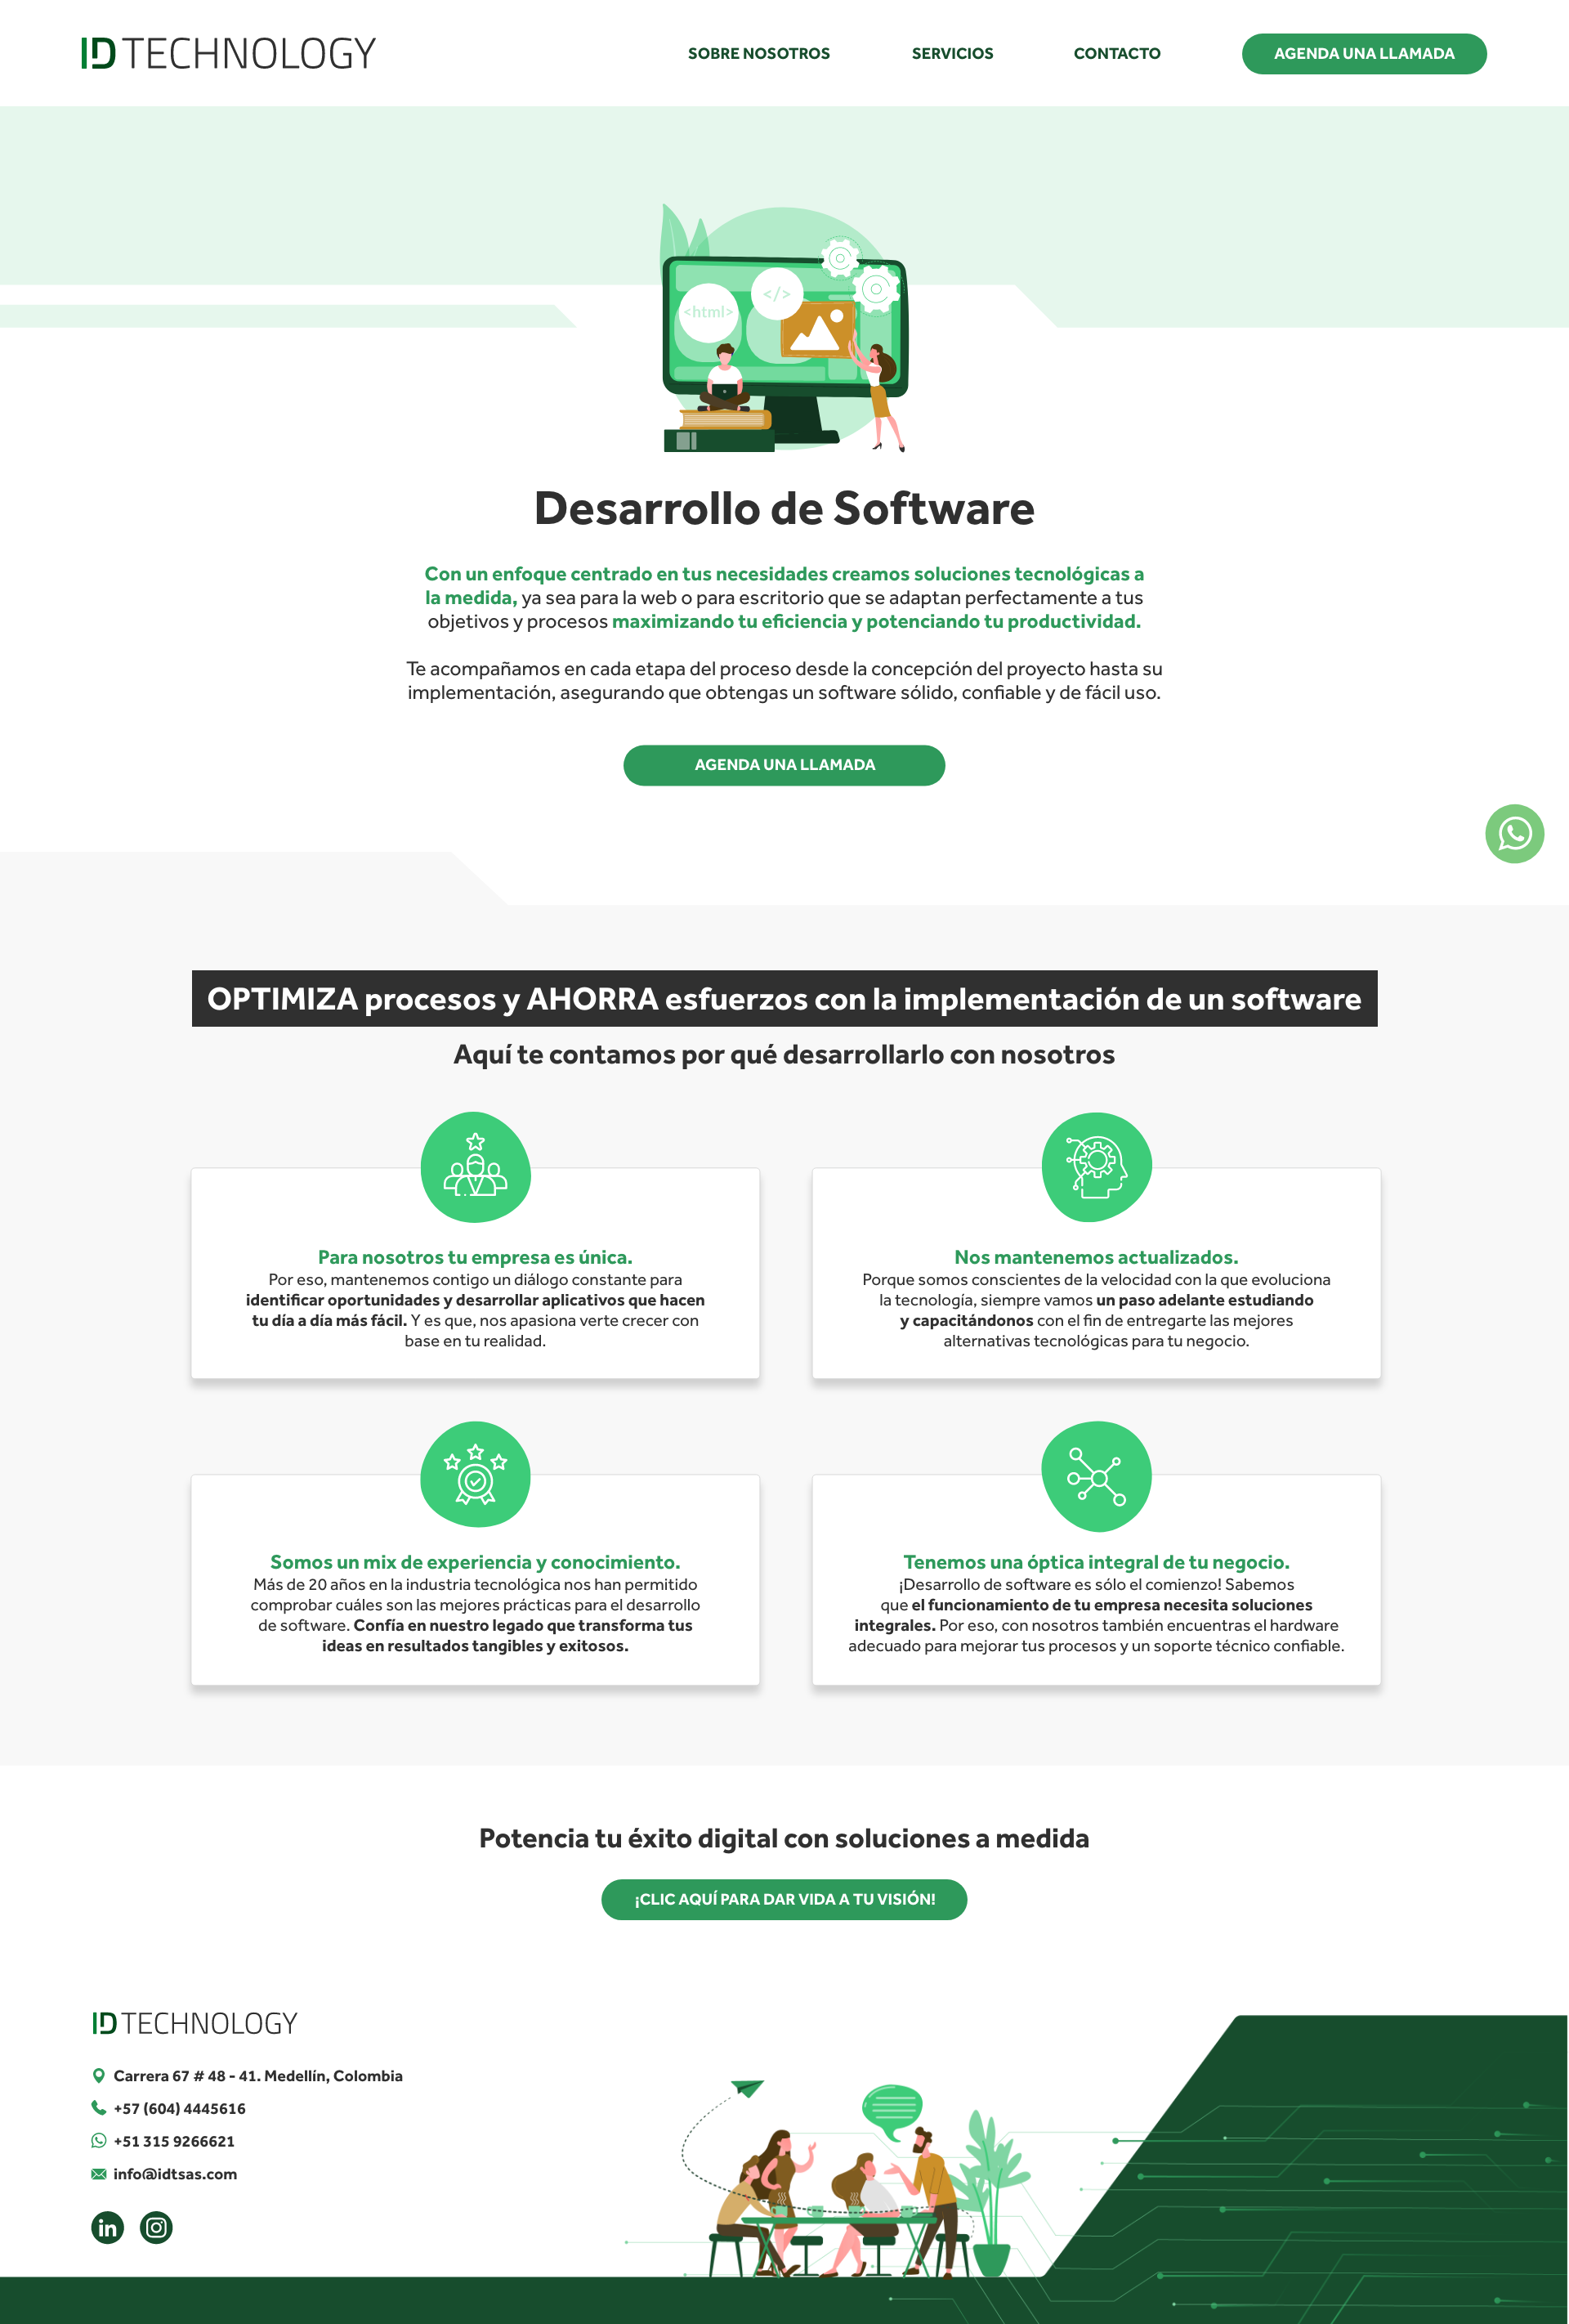 ID TECHNOLOGY
SOBRE NOSOTROS
SERVICIOS
CONTACTO
AGENDA UNA LLAMADA
<html>
</>
Desarrollo de Software
Con un enfoque centrado en tus necesidades creamos soluciones tecnológicas a
la medida, ya sea para la web o para escritorio que se adaptan perfectamente a tus
objetivos y procesos maximizando tu eficiencia y potenciando tu productividad.
Te acompañamos en cada etapa del proceso desde la concepción del proyecto hasta su
implementación, asegurando que obtengas un software sólido, confiable y de fácil uso.
AGENDA UNA LLAMADA
OPTIMIZA procesos y AHORRA esfuerzos con la implementación de un software
Aquí te contamos por qué desarrollarlo con nosotros
Para nosotros tu empresa es única.
Por eso, mantenemos contigo un diálogo constante para
identificar oportunidades y desarrollar aplicativos que hacen
tu día a día más fácil. Y es que, nos apasiona verte crecer con
base en tu realidad.
Nos mantenemos actualizados.
Porque somos conscientes de la velocidad con la que evoluciona
la tecnología, siempre vamos un paso adelante estudiando
y capacitándonos con el fin de entregarte las mejores
alternativas tecnológicas para tu negocio.
Somos un mix de experiencia y conocimiento.
Más de 20 años en la industria tecnológica nos han permitido
comprobar cuáles son las mejores prácticas para el desarrollo
de software. Confía en nuestro legado que transforma tus
ideas en resultados tangibles y exitosos.
Tenemos una óptica integral de tu negocio.
¡Desarrollo de software es sólo el comienzo! Sabemos
que el funcionamiento de tu empresa necesita soluciones
integrales. Por eso, con nosotros también encuentras el hardware
adecuado para mejorar tus procesos y un soporte técnico confiable.
Potencia tu éxito digital con soluciones a medida
¡CLIC AQUÍ PARA DAR VIDA A TU VISIÓN!
ID TECHNOLOGY
Carrera 67 # 48 - 41. Medellín, Colombia
+57 (604) 4445616
+51 315 9266621
info@idtsas.com
in